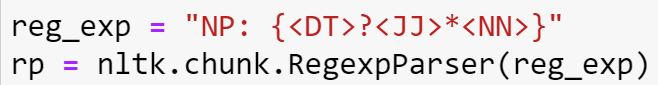 reg_exp = "NP: {<DT>?<JJ>*<NN>}"
rp = nltk.chunk.RegexpParser(reg_exp)